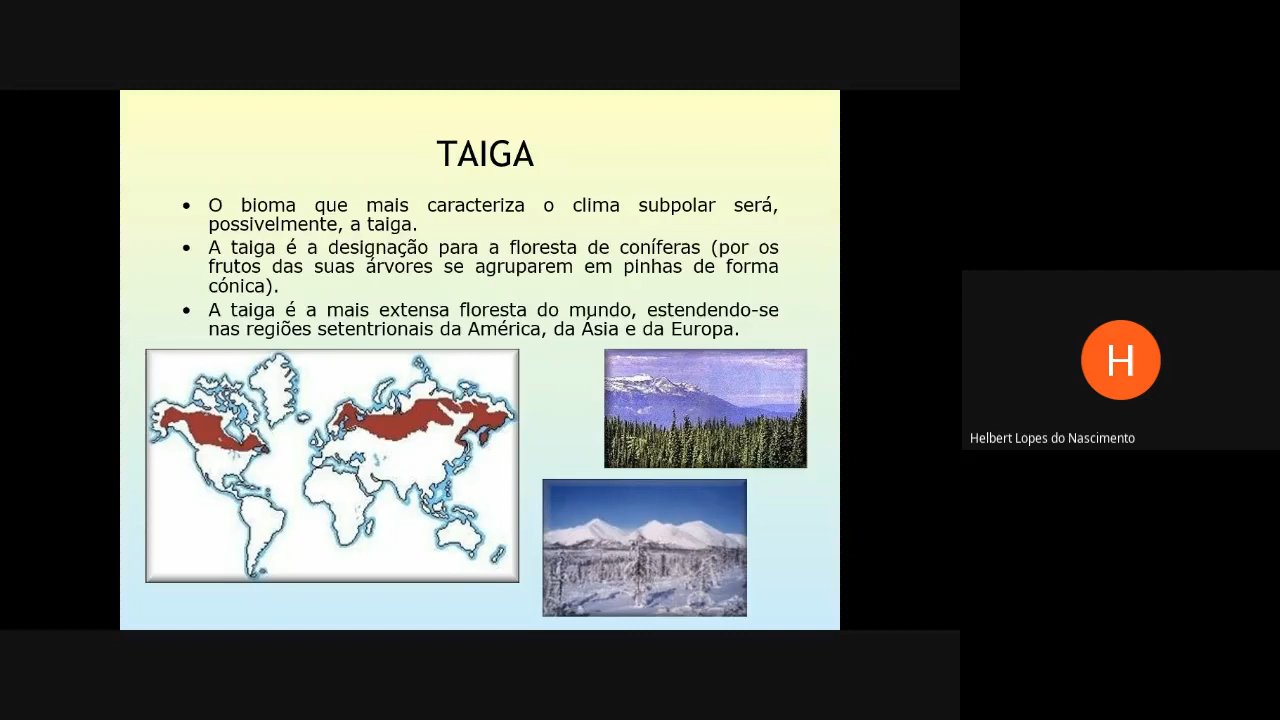 TAIGA
• O bioma que mais caracteriza o clima subpolar será,
possivelmente, a taiga.
• A taiga é a designação para a floresta de coníferas (por os
frutos das suas árvores se agruparem em pinhas de forma
cónica).
• A taiga é a mais extensa floresta do mundo, estendendo-se
nas regiões setentrionais da América, da Ásia e da Europa.
H
Helbert Lopes do Nascimento